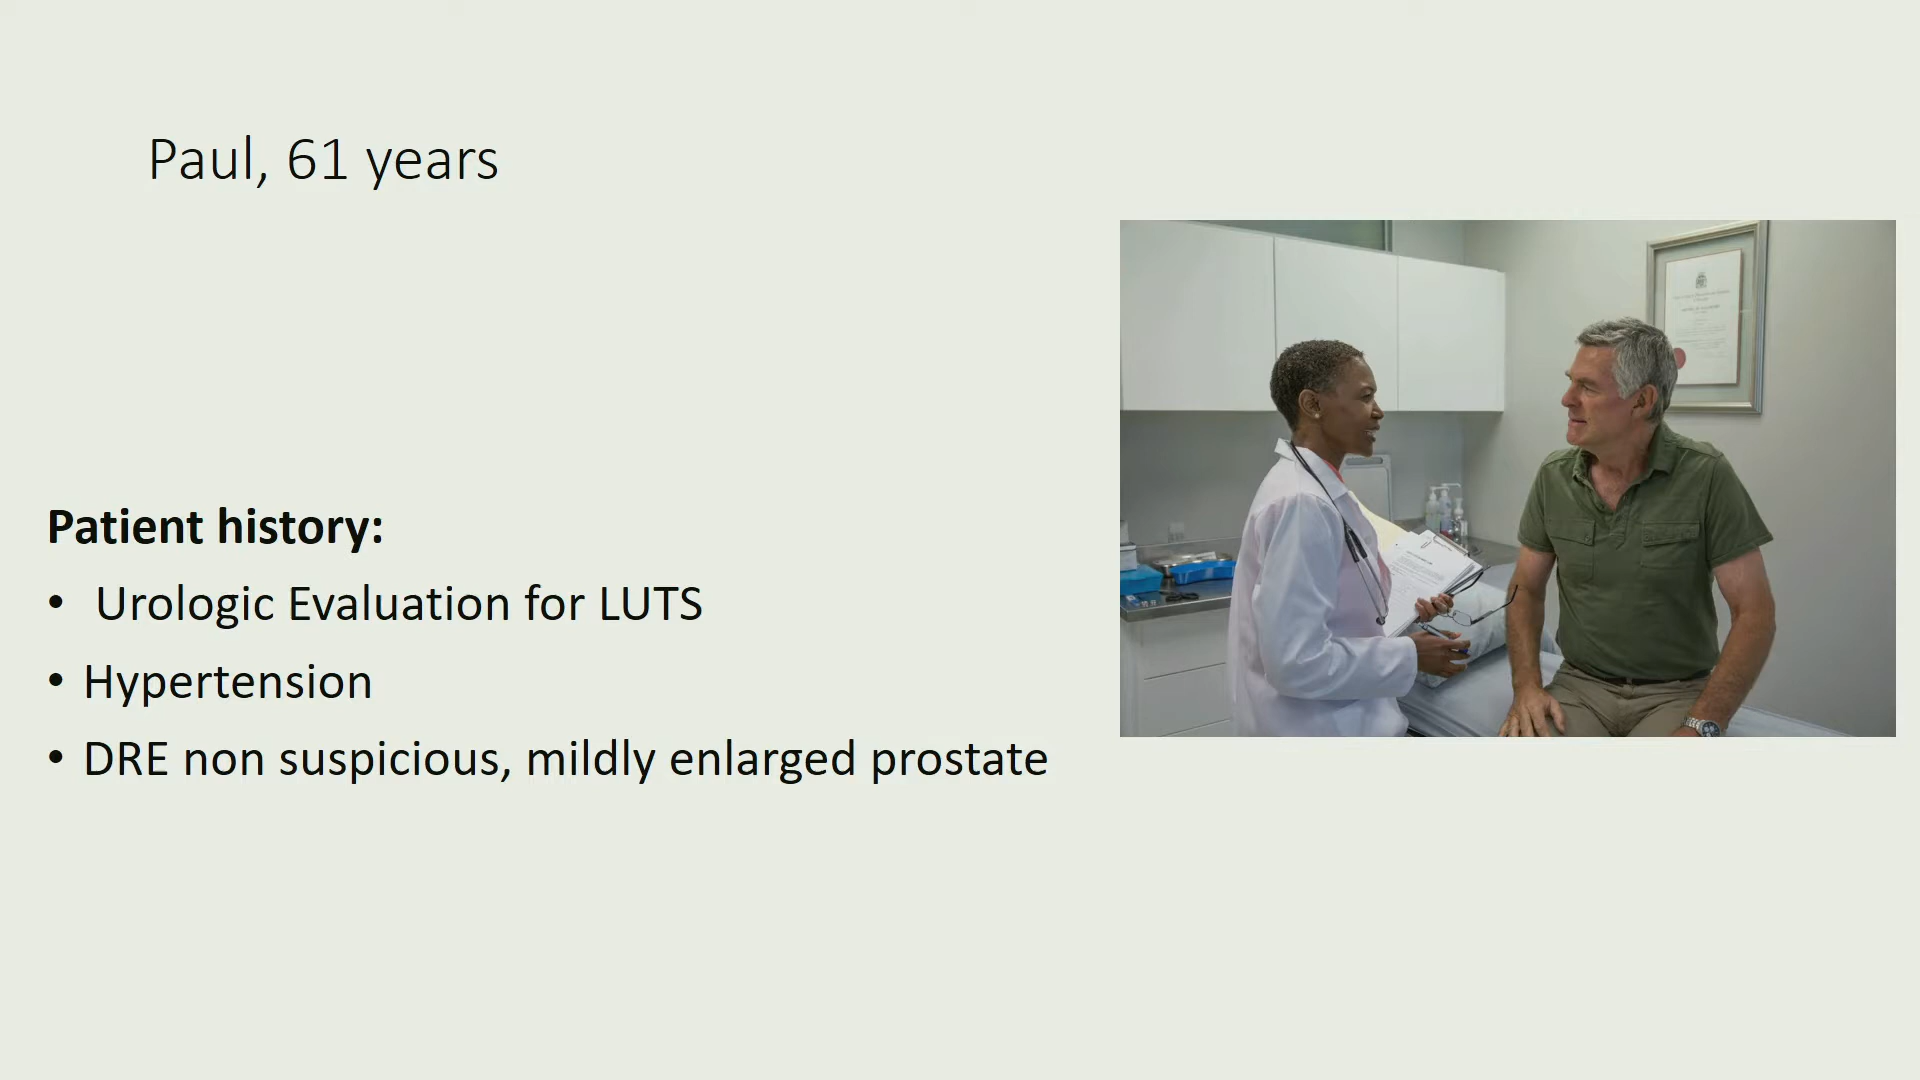 Paul, 61 years
Patient history:
• Urologic Evaluation for LUTS
• Hypertension
• DRE non suspicious, mildly enlarged prostate